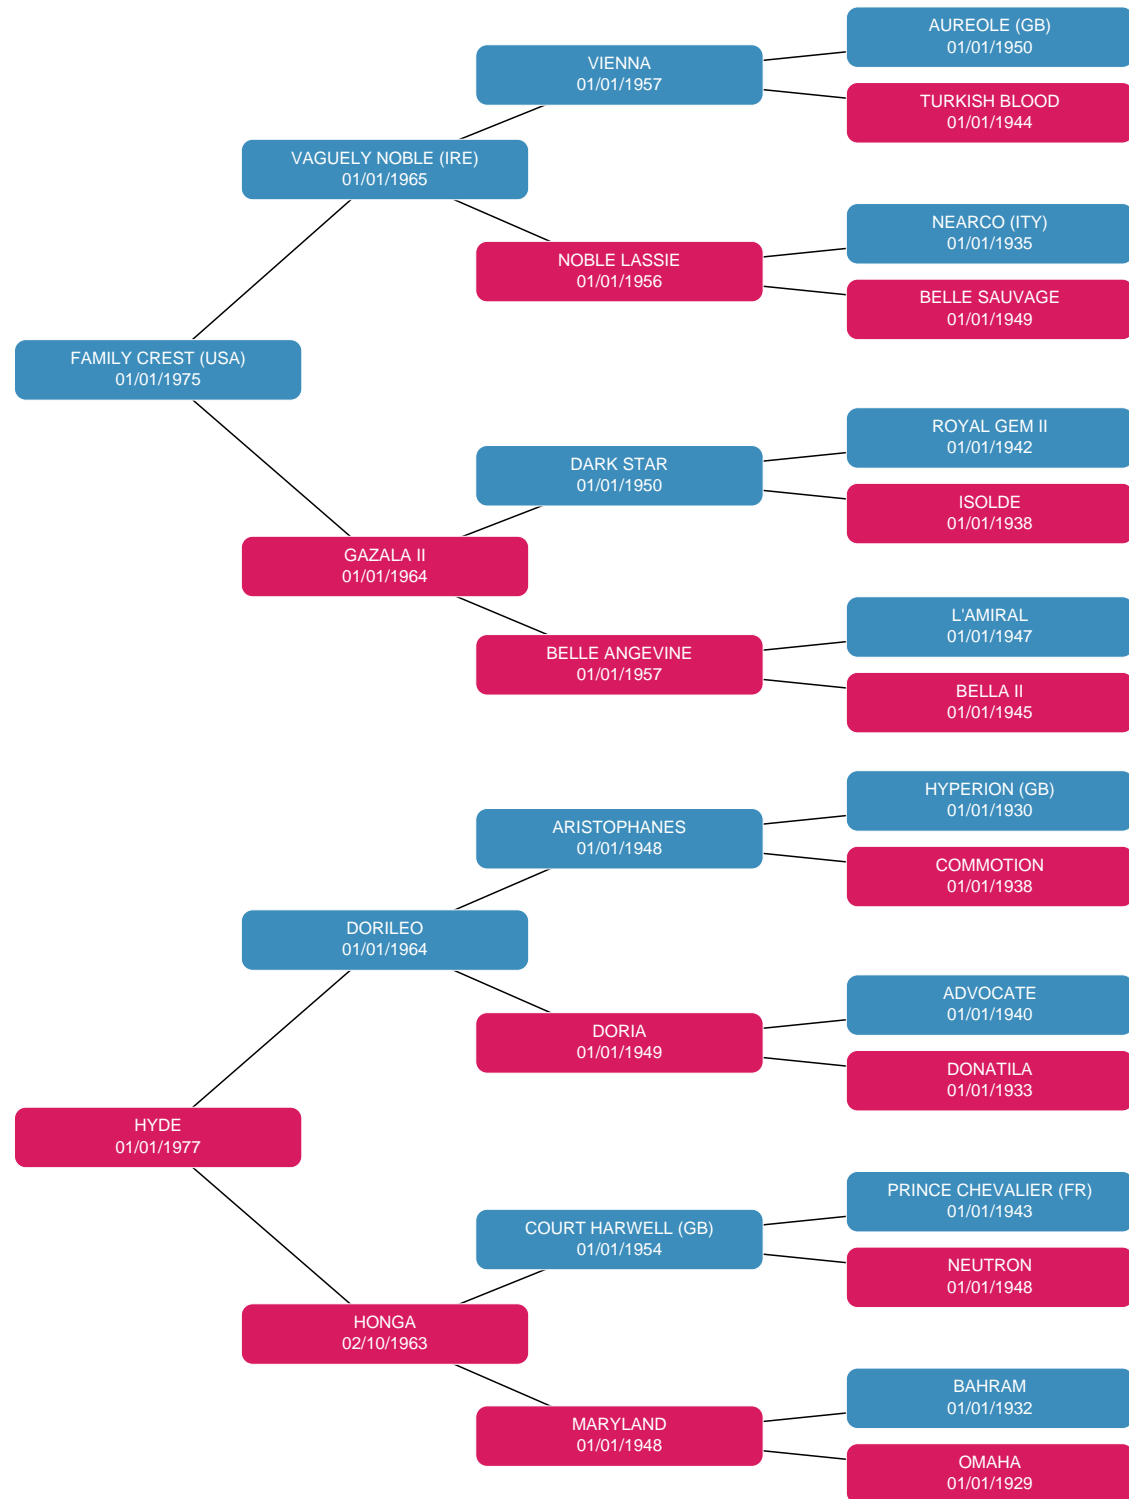 AUREOLE (GB)
01/01/1950
VIENNA
01/01/1957
TURKISH BLOOD
01/01/1944
VAGUELY NOBLE (IRE)
01/01/1965
NEARCO (ITY)
01/01/1935
NOBLE LASSIE
01/01/1956
BELLE SAUVAGE
01/01/1949
FAMILY CREST (USA)
01/01/1975
ROYAL GEM II
01/01/1942
DARK STAR
01/01/1950
ISOLDE
01/01/1938
GAZALA II
01/01/1964
L'AMIRAL
01/01/1947
BELLE ANGEVINE
01/01/1957
BELLA II
01/01/1945
HYPERION (GB)
01/01/1930
ARISTOPHANES
01/01/1948
COMMOTION
01/01/1938
DORILEO
01/01/1964
ADVOCATE
01/01/1940
DORIA
01/01/1949
DONATILA
01/01/1933
HYDE
01/01/1977
PRINCE CHEVALIER (FR)
01/01/1943
COURT HARWELL (GB)
01/01/1954
NEUTRON
01/01/1948
HONGA
02/10/1963
BAHRAM
01/01/1932
MARYLAND
01/01/1948
OMAHA
01/01/1929